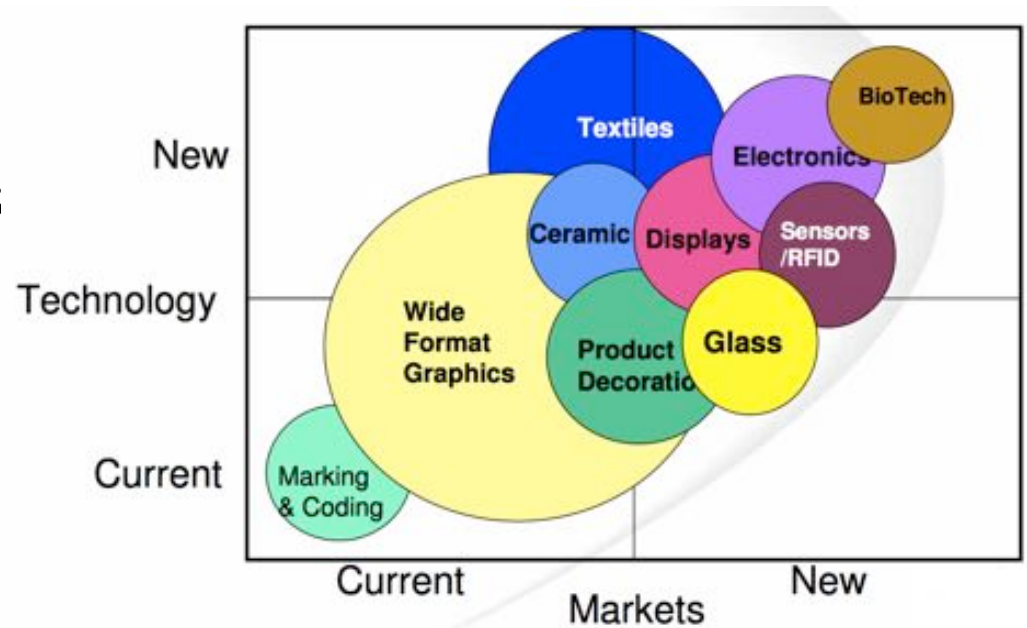 New
Technology
Current
Textiles
BioTech
Electronics
Ceramic
Displays
Sensors
/RFID
Wide
Format
Graphics
Product
Decoratio
Glass
Marking
& Coding
Current
New
Markets